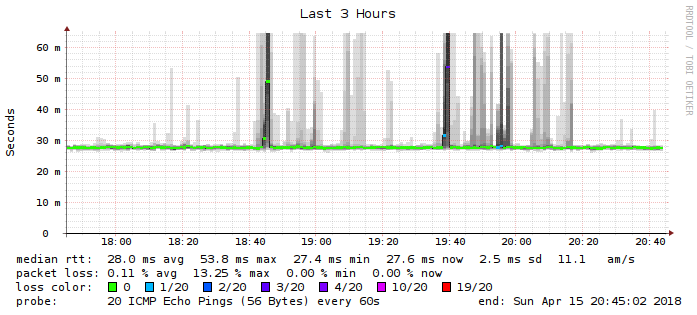 Last 3 Hours
RRDTOOL / TOBI OETIKER
Seconds
60 m
50 m
40 m
30 m
20 m
10 m
0
18:00 18:20 18:40 19:00 19:20 19:40 20:00 20:20 20:40
median rtt: 28.0 ms avg 53.8 ms max 27.4 ms min 27.6 ms now 2.5 ms sd 11.1 am/s
packet loss: 0.11 % avg 13.25 % max 0.00 % min 0.00 % now
loss color: 0 1/20 2/20 3/20 4/20 10/20 19/20
probe: 20 ICMP Echo Pings (56 Bytes) every 60s end: Sun Apr 15 20:45:02 2018